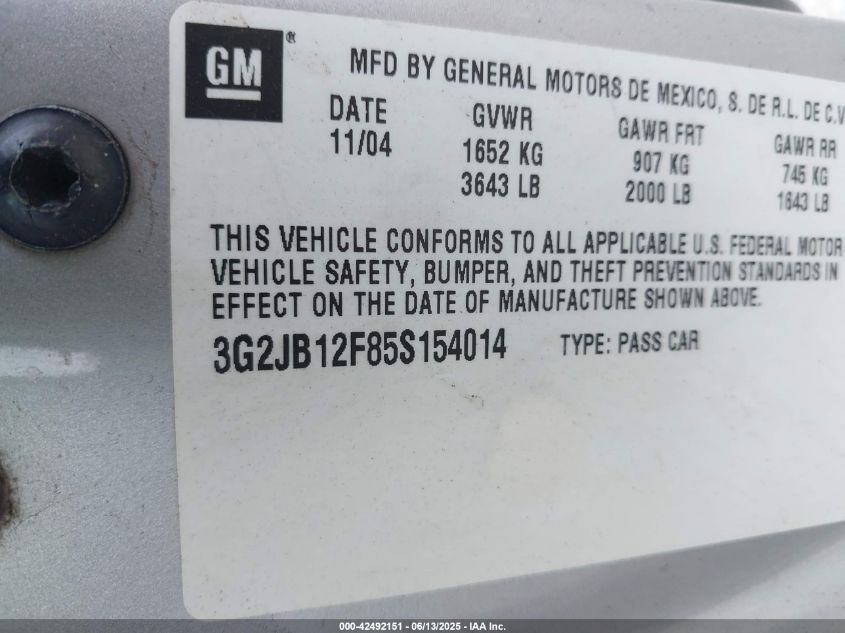 GM®
MFD BY GENERAL MOTORS DE MEXICO, S. DE R.L. DE C.V
DATE GVWR GAWR FRT GAWR RR
11/04 1652 KG 907 KG 745 KG
3643 LB 2000 LB 1643 LB
THIS VEHICLE CONFORMS TO ALL APPLICABLE U.S. FEDERAL MOTOR
VEHICLE SAFETY, BUMPER, AND THEFT PREVENTION STANDARDS IN
EFFECT ON THE DATE OF MANUFACTURE SHOWN ABOVE.
3G2JB12F85S154014 TYPE: PASS CAR
000-42492151 - 06/13/2025 - IAA Inc.